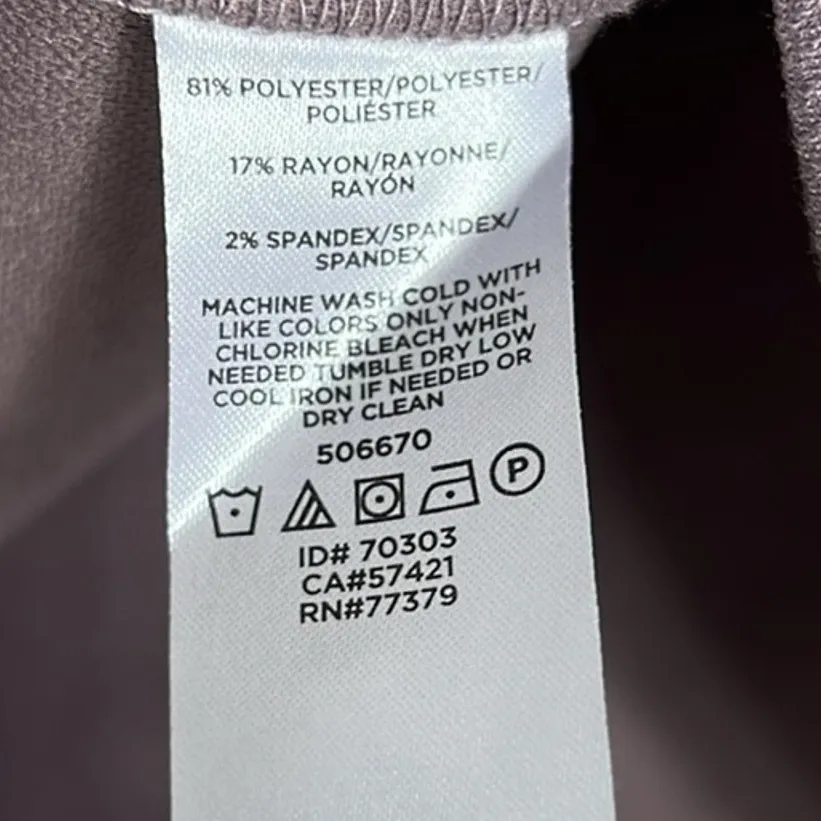 81% POLYESTER/POLYESTER/
POLIÉSTER
17% RAYON/RAYONNE/
RAYÓN
2% SPANDEX/SPANDEX/
SPANDEX
MACHINE WASH COLD WITH
LIKE COLORS ONLY NON-
CHLORINE BLEACH WHEN
NEEDED TUMBLE DRY LOW
COOL IRON IF NEEDED OR
DRY CLEAN
506670
P
ID# 70303
CA#57421
RN#77379